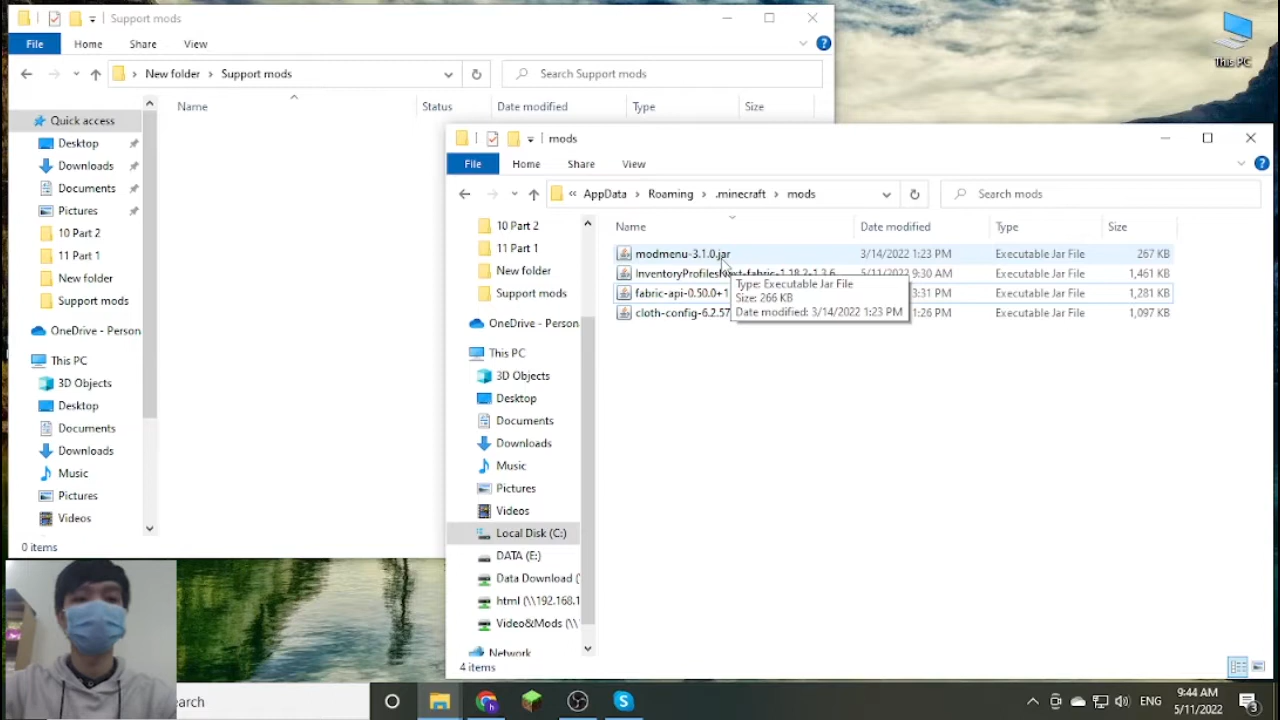 Support mods
File Home Share View
New folder Support mods
Search Support mods
Name Status Date modified Type Size
Quick access
Desktop
Downloads
Documents
Pictures
10 Part 2
11 Part 1
New folder
Support mods
OneDrive - Person
This PC
3D Objects
Desktop
Documents
Downloads
Music
Pictures
Videos
0 items
mods
File Home Share View
« AppData Roaming .minecraft mods
Search mods
Name Date modified Type Size
10 Part 2
11 Part 1
New folder
Support mods
OneDrive - Person
This PC
3D Objects
Desktop
Documents
Downloads
Music
Pictures
Videos
Local Disk (C:)
DATA (E:)
Data Download (
html (\\192.168.1
Video&Mods (\\
Network
modmenu-3.1.0.jar 3/14/2022 1:23 PM Executable Jar File 267 KB
InventoryProfilesNext-fabric-1.18.2-1.3.6 5/11/2022 9:30 AM Executable Jar File 1,461 KB
fabric-api-0.50.0+1 3:31 PM Executable Jar File 1,281 KB
cloth-config-6.2.57 1:26 PM Executable Jar File 1,097 KB
Type: Executable Jar File
Size: 266 KB
Date modified: 3/14/2022 1:23 PM
4 items
This PC
earch
ENG
9:44 AM
5/11/2022
3